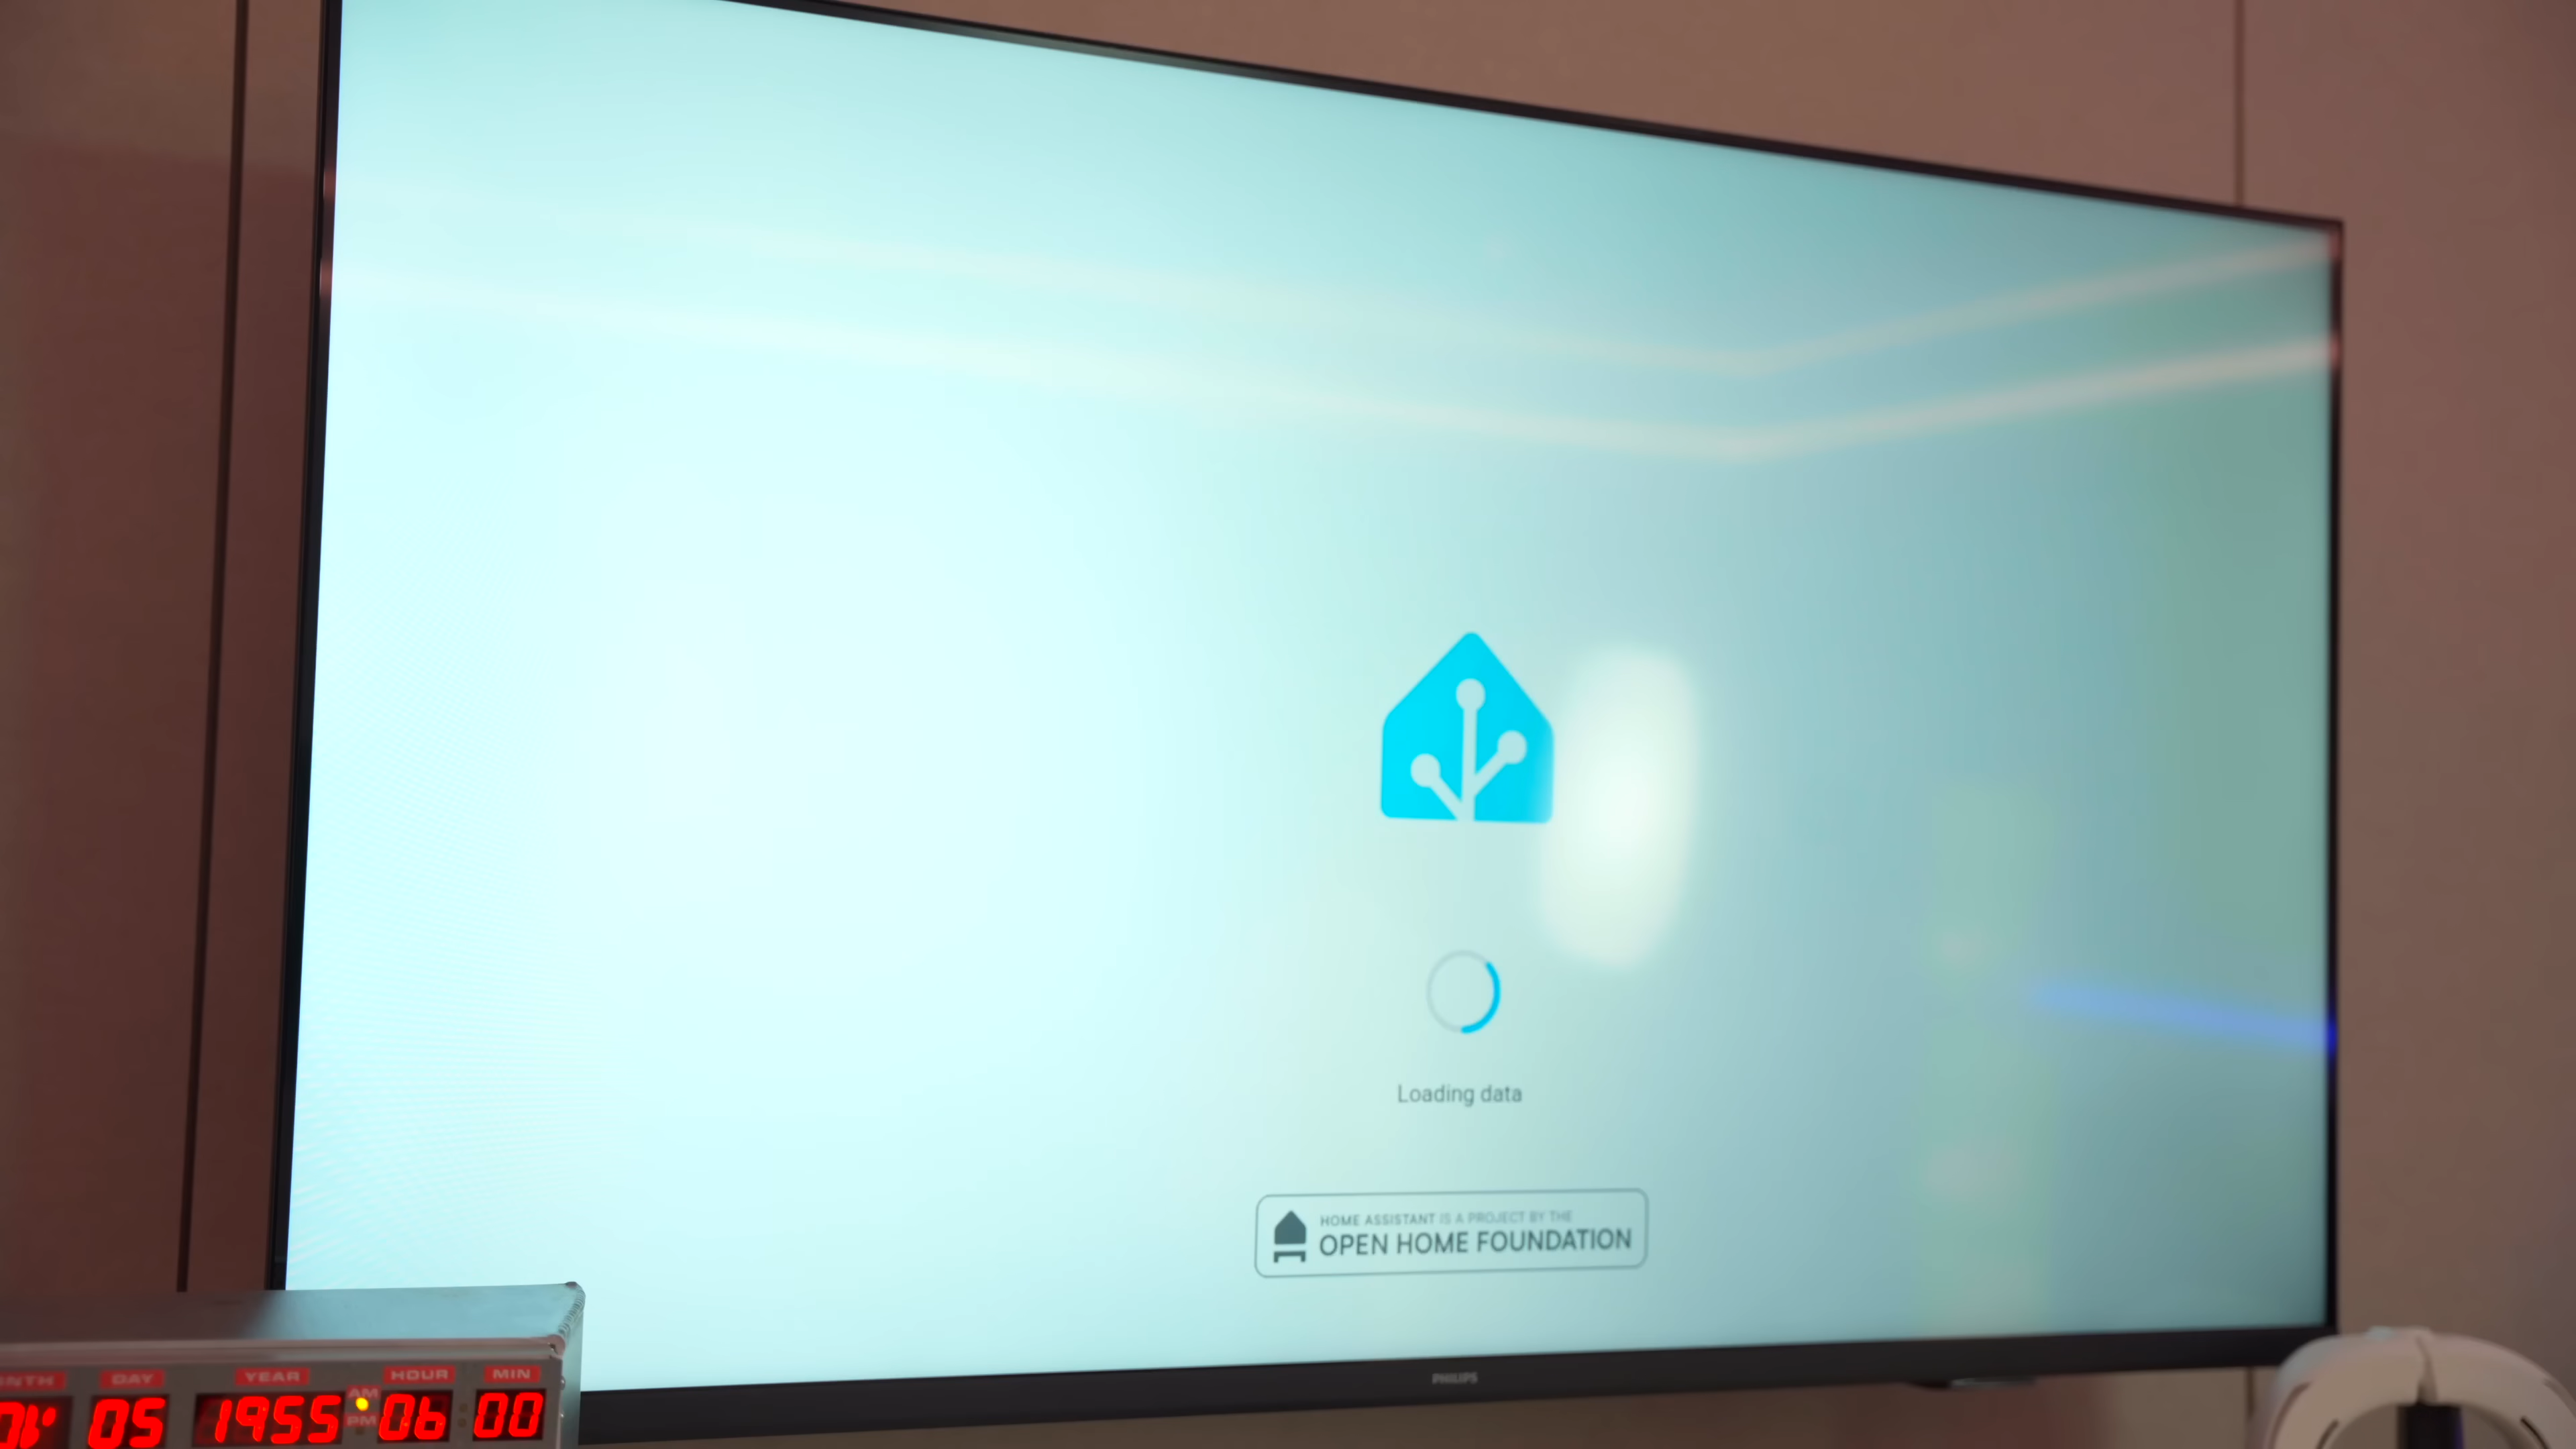 Loading data
HOME ASSISTANT IS A PROJECT BY THE
OPEN HOME FOUNDATION
PHILIPS
DAY YEAR HOUR MIN
AM
PM
05 1955 06 00